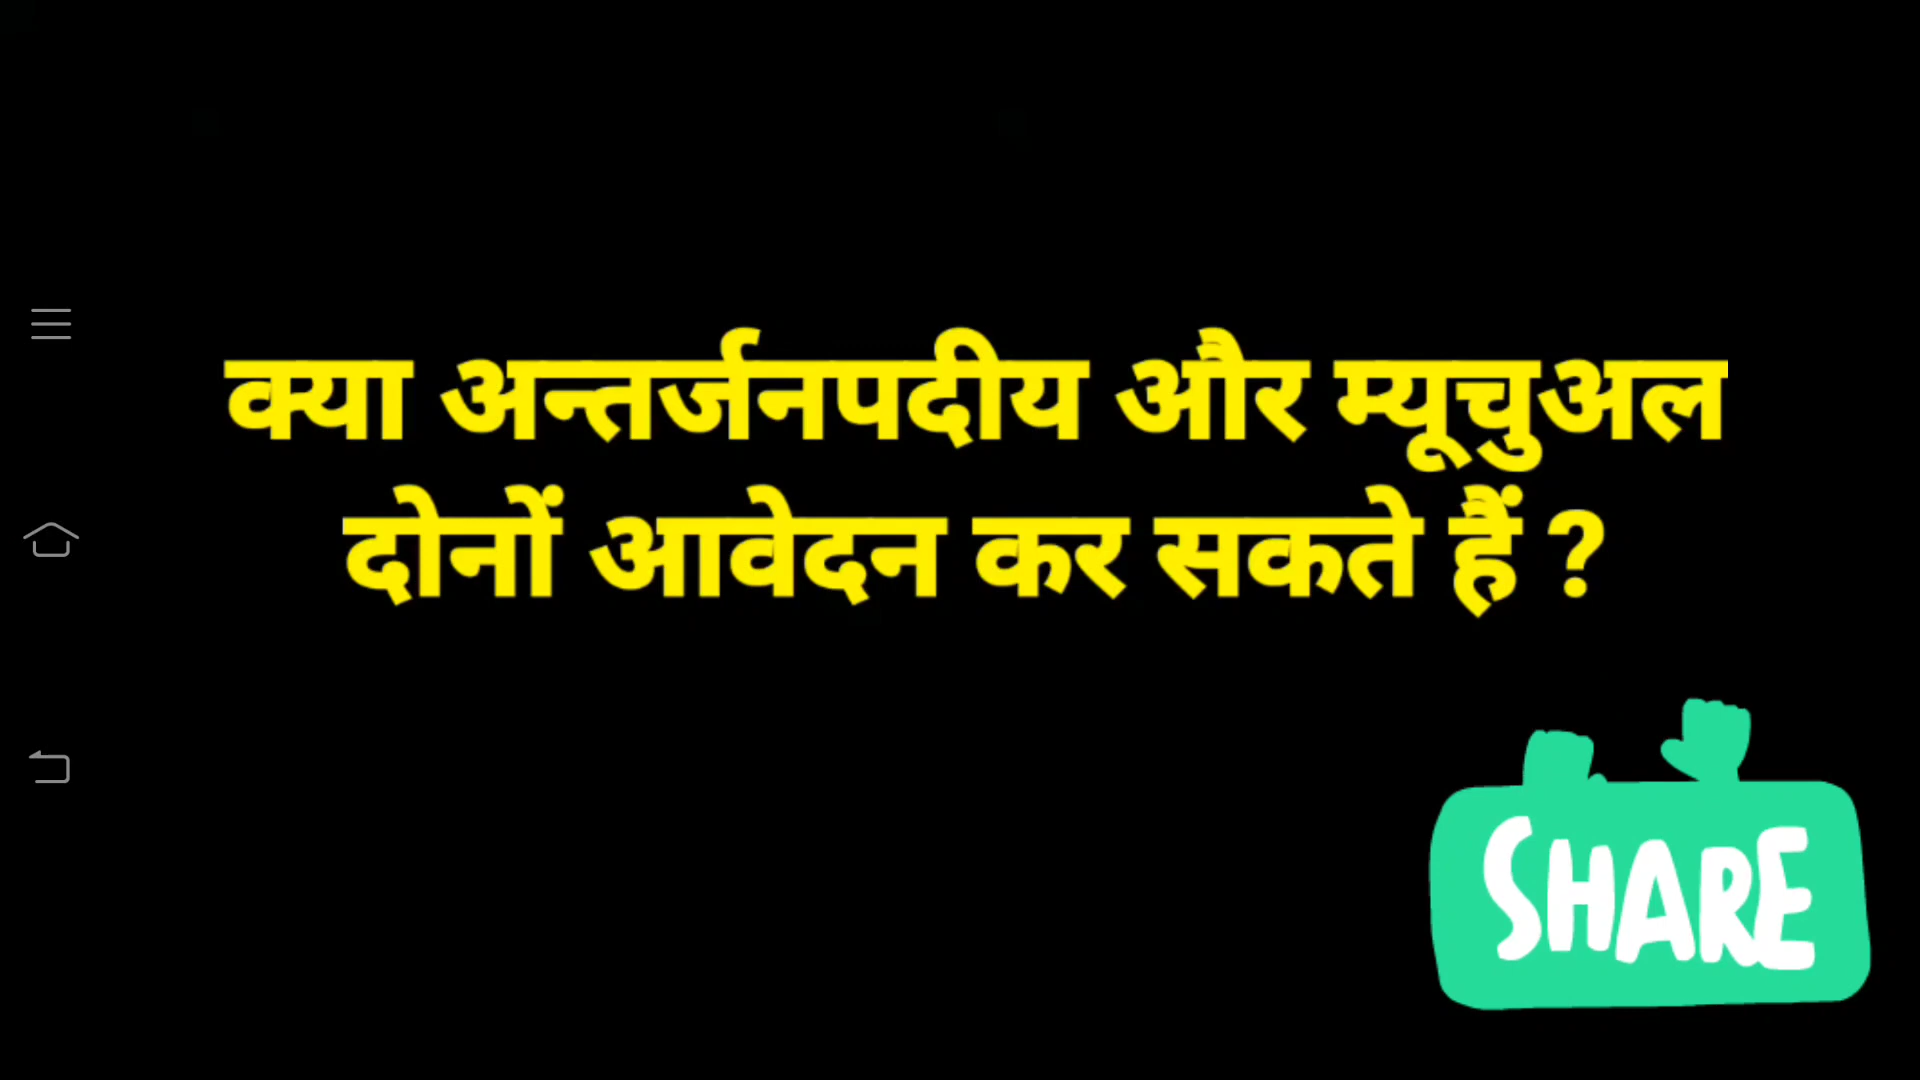 क्या अन्तर्जनपदीय और म्यूचुअल
दोनों आवेदन कर सकते हैं ?
SHARE